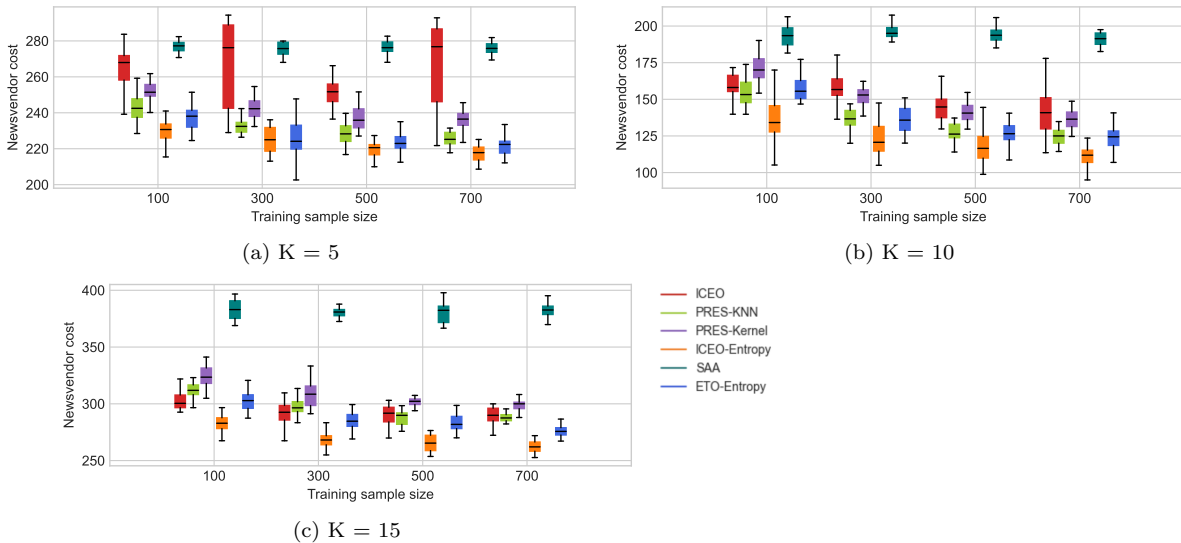 280
260
240
220
200
Newsvendor cost
100 300 500 700
Training sample size
(a) K = 5
200
175
150
125
100
Newsvendor cost
100 300 500 700
Training sample size
(b) K = 10
400
350
300
250
Newsvendor cost
100 300 500 700
Training sample size
(c) K = 15
ICEO
PRES-KNN
PRES-Kernel
ICEO-Entropy
SAA
ETO-Entropy